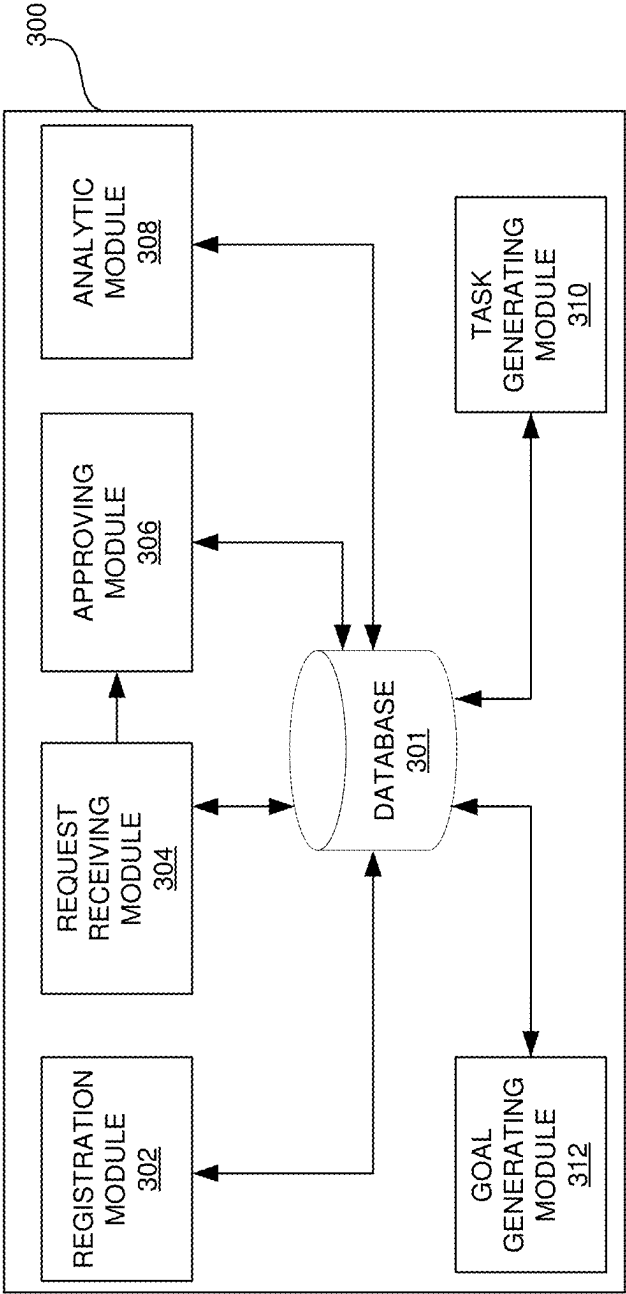 300
REGISTRATION
MODULE
302
REQUEST
RECEIVING
MODULE
304
APPROVING
MODULE
306
ANALYTIC
MODULE
308
DATABASE
301
GOAL
GENERATING
MODULE
312
TASK
GENERATING
MODULE
310